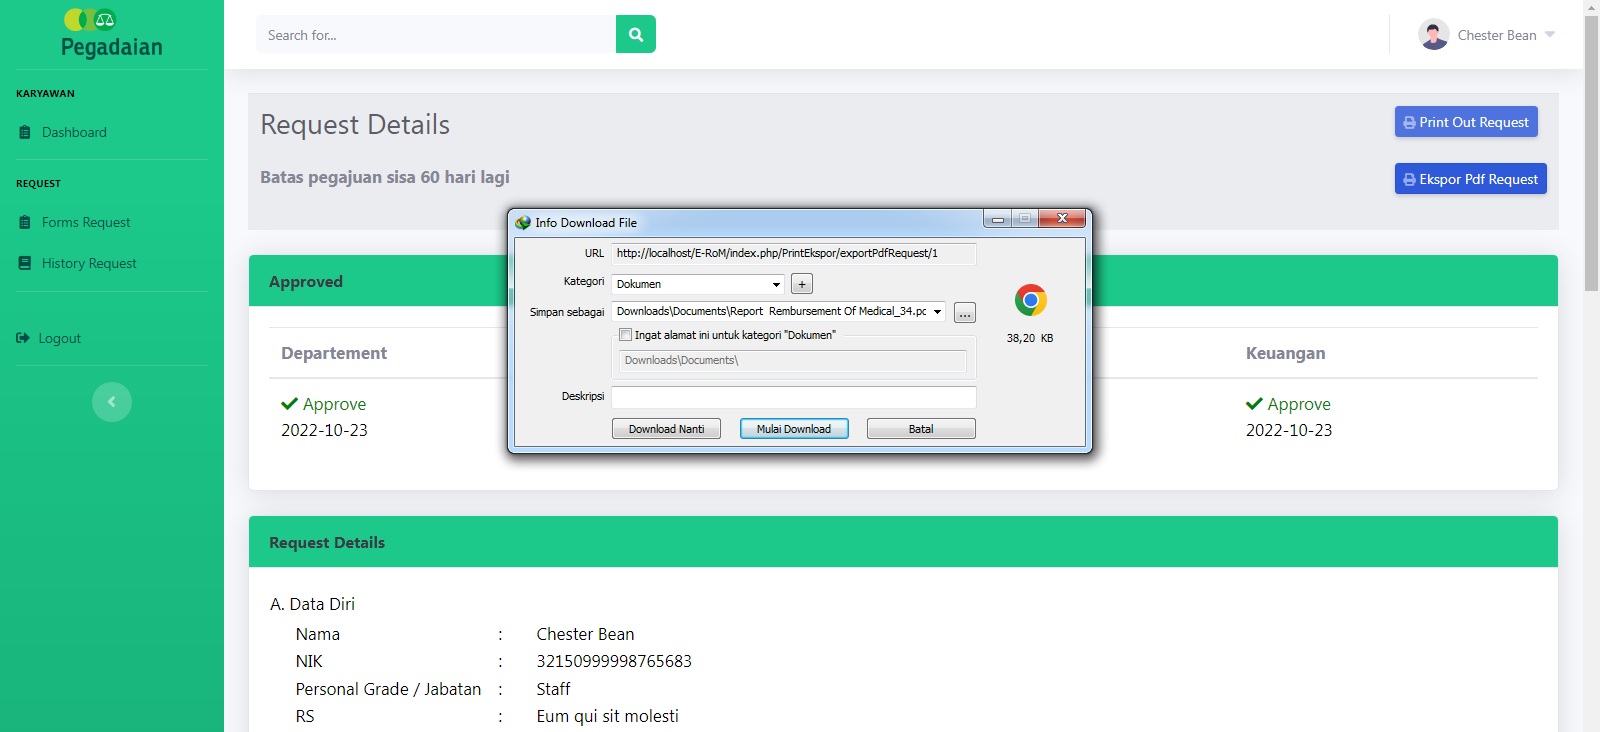 Pegadaian
Search for...
Chester Bean
KARYAWAN
Dashboard
REQUEST
Forms Request
History Request
Logout
Request Details
Print Out Request
Batas pegajuan sisa 60 hari lagi
Ekspor Pdf Request
Info Download File
URL http://localhost/E-RoM/index.php/PrintEkspor/exportPdfRequest/1
Kategori Dokumen +
Simpan sebagai Downloads\Documents\Report Rembursement Of Medical_34.pc ...
Ingat alamat ini untuk kategori "Dokumen"
Downloads\Documents\
Deskripsi
Download Nanti Mulai Download Batal
38,20 KB
Approved
Departement Keuangan
Approve Approve
2022-10-23 2022-10-23
Request Details
A. Data Diri
Nama : Chester Bean
NIK : 32150999998765683
Personal Grade / Jabatan : Staff
RS : Eum qui sit molesti